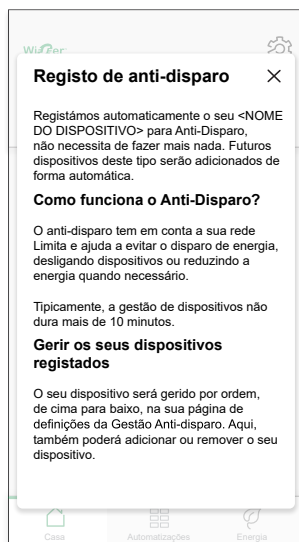 Registo de anti-disparo
Registámos automaticamente o seu <NOME
DO DISPOSITIVO> para Anti-Disparo,
não necessita de fazer mais nada. Futuros
dispositivos deste tipo serão adicionados de
forma automática.
Como funciona o Anti-Disparo?
O anti-disparo tem em conta a sua rede
Limita e ajuda a evitar o disparo de energia,
desligando dispositivos ou reduzindo a
energia quando necessário.
Tipicamente, a gestão de dispositivos não
dura mais de 10 minutos.
Gerir os seus dispositivos
registados
O seu dispositivo será gerido por ordem,
de cima para baixo, na sua página de
definições da Gestão Anti-disparo. Aqui,
também poderá adicionar ou remover o seu
dispositivo.
Casa Automatizações Energia